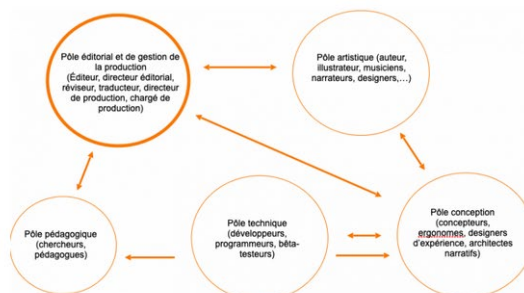 Pôle éditorial et de gestion de
la production
(Éditeur, directeur éditorial,
réviseur, traducteur, directeur
de production, chargé de
production)
Pôle artistique (auteur,
illustrateur, musiciens,
narrateurs, designers,...)
Pôle pédagogique
(chercheurs,
pédagogues)
Pôle technique
(développeurs,
programmeurs, bêta-
testeurs)
Pôle conception
(concepteurs,
ergonomes, designers
d'expérience, architectes
narratifs)